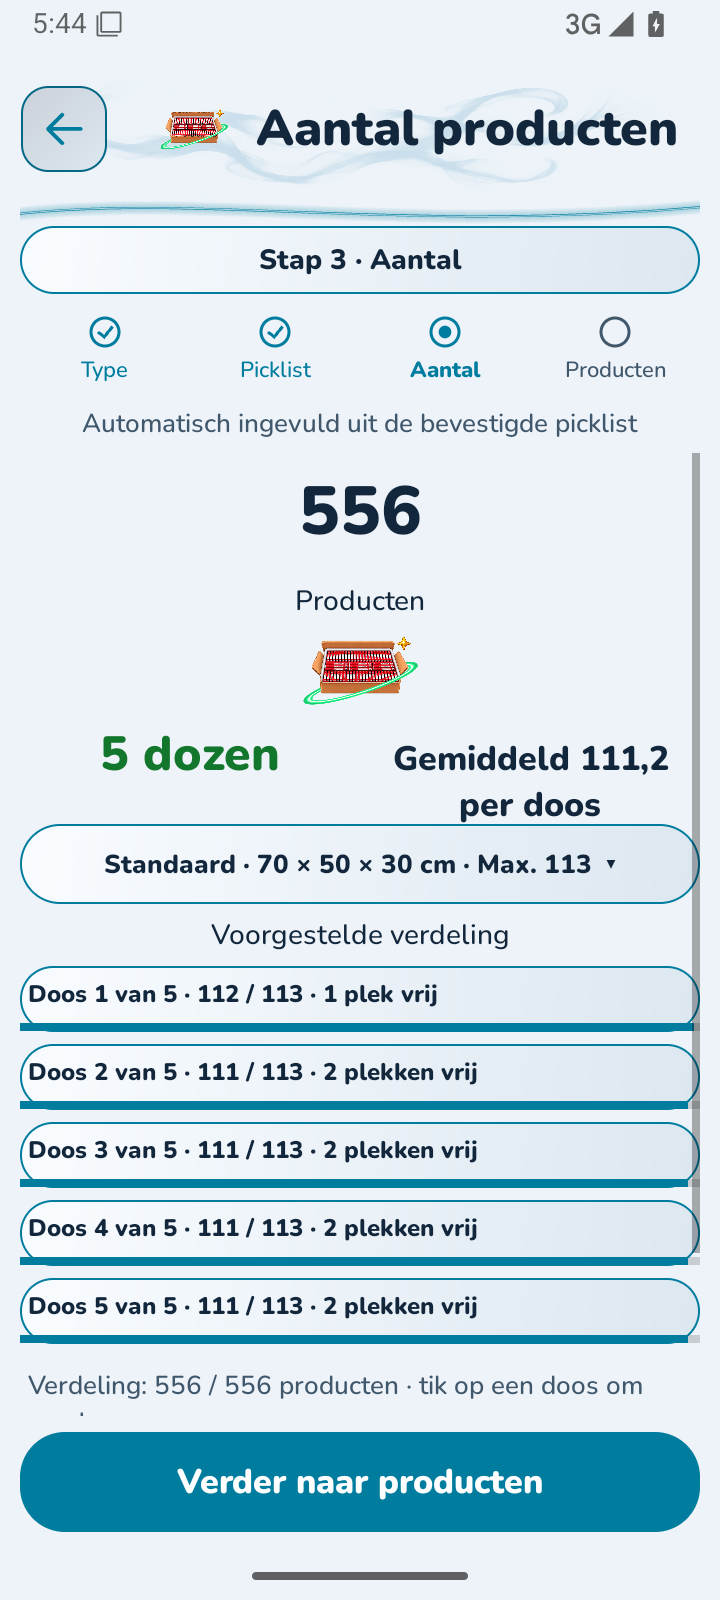 5:44
3G
Aantal producten
Stap 3 · Aantal
Type
Picklist
Aantal
Producten
Automatisch ingevuld uit de bevestigde picklist
556
Producten
5 dozen
Gemiddeld 111,2
per doos
Standaard · 70 × 50 × 30 cm · Max. 113 ▼
Voorgestelde verdeling
Doos 1 van 5 · 112 / 113 · 1 plek vrij
Doos 2 van 5 · 111 / 113 · 2 plekken vrij
Doos 3 van 5 · 111 / 113 · 2 plekken vrij
Doos 4 van 5 · 111 / 113 · 2 plekken vrij
Doos 5 van 5 · 111 / 113 · 2 plekken vrij
Verdeling: 556 / 556 producten · tik op een doos om
Verder naar producten